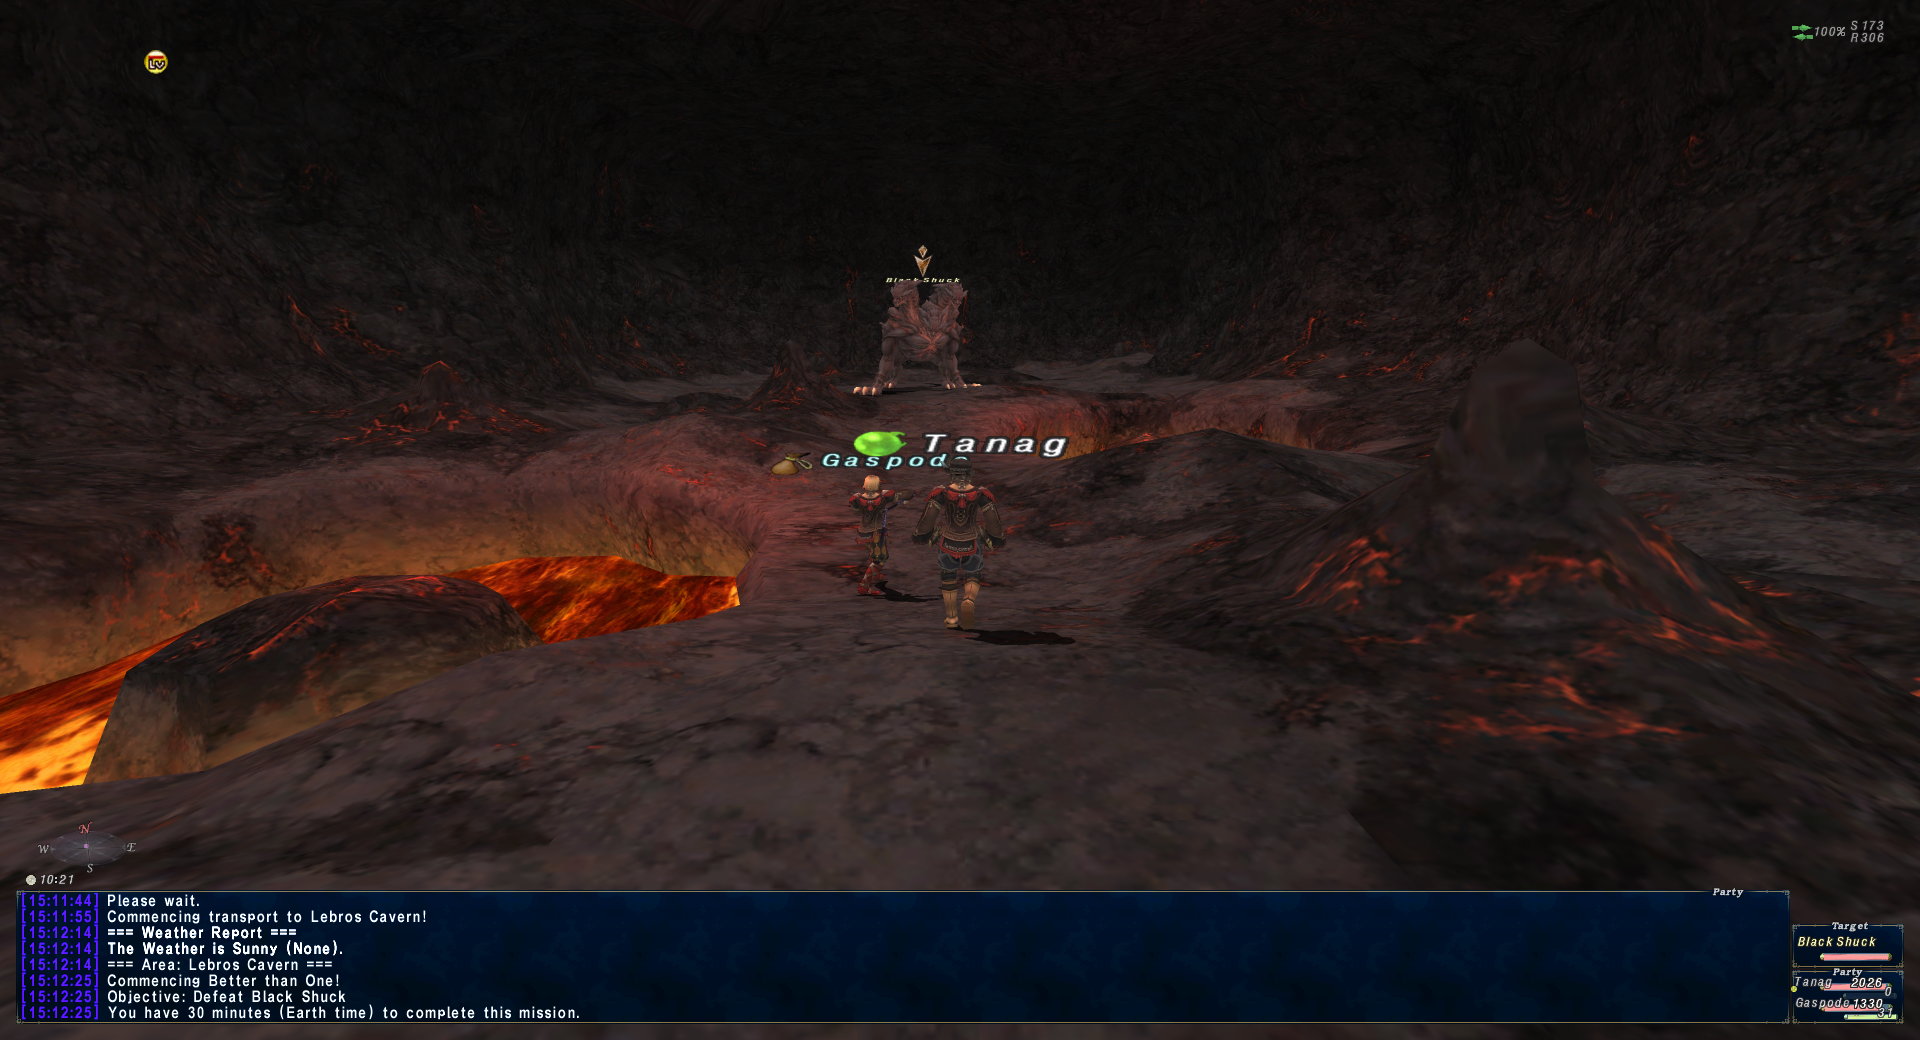 100% S 173
R 306
Black Shuck
Tanag
Gaspode
N
W E
S
10:21
Party
[15:11:44] Please wait.
[15:11:55] Commencing transport to Lebros Cavern!
[15:12:14] === Weather Report ===
[15:12:14] The Weather is Sunny (None).
[15:12:14] === Area: Lebros Cavern ===
[15:12:25] Commencing Better than One!
[15:12:25] Objective: Defeat Black Shuck
[15:12:25] You have 30 minutes (Earth time) to complete this mission.
Target
Black Shuck
Party
Tanag 2026
0
Gaspode 1330
31